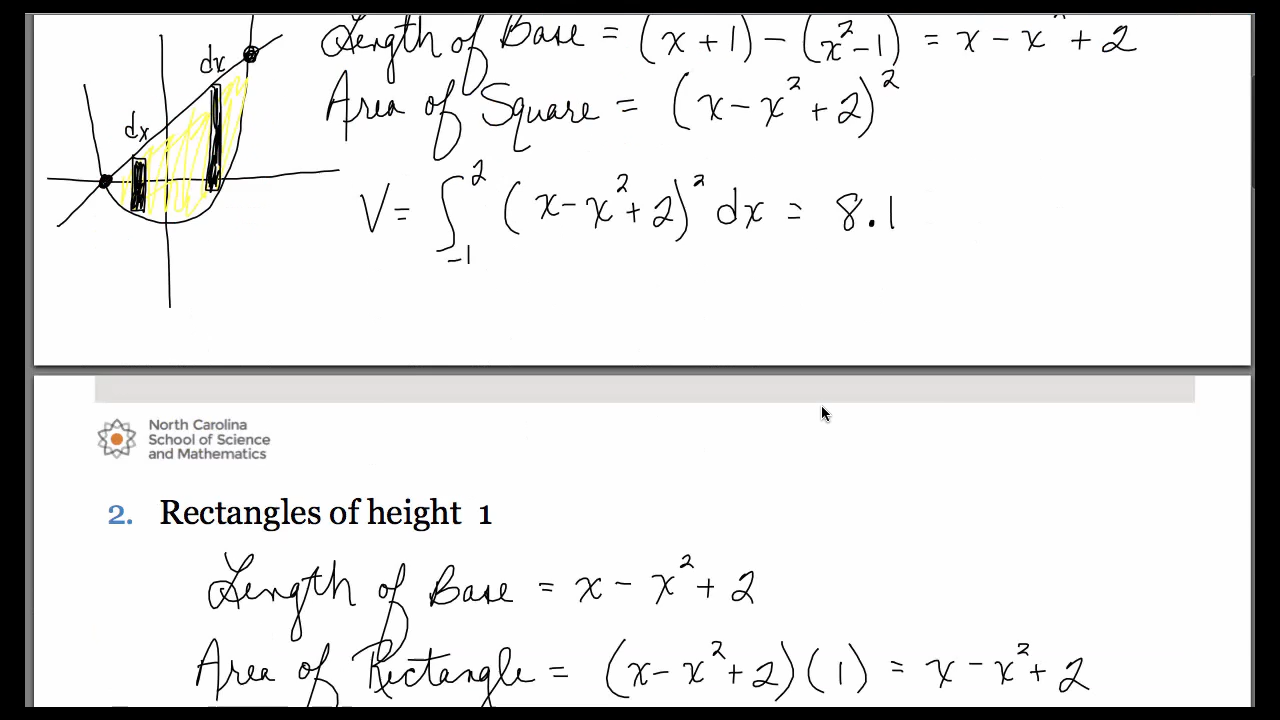 dx
dx
Length of Base = (x + 1) − (x² − 1) = x − x² + 2
Area of Square = (x − x² + 2)²
V = ∫₋₁² (x − x² + 2)² dx = 8.1
North Carolina
School of Science
and Mathematics
2. Rectangles of height 1
Length of Base = x − x² + 2
Area of Rectangle = (x − x² + 2)(1) = x − x² + 2